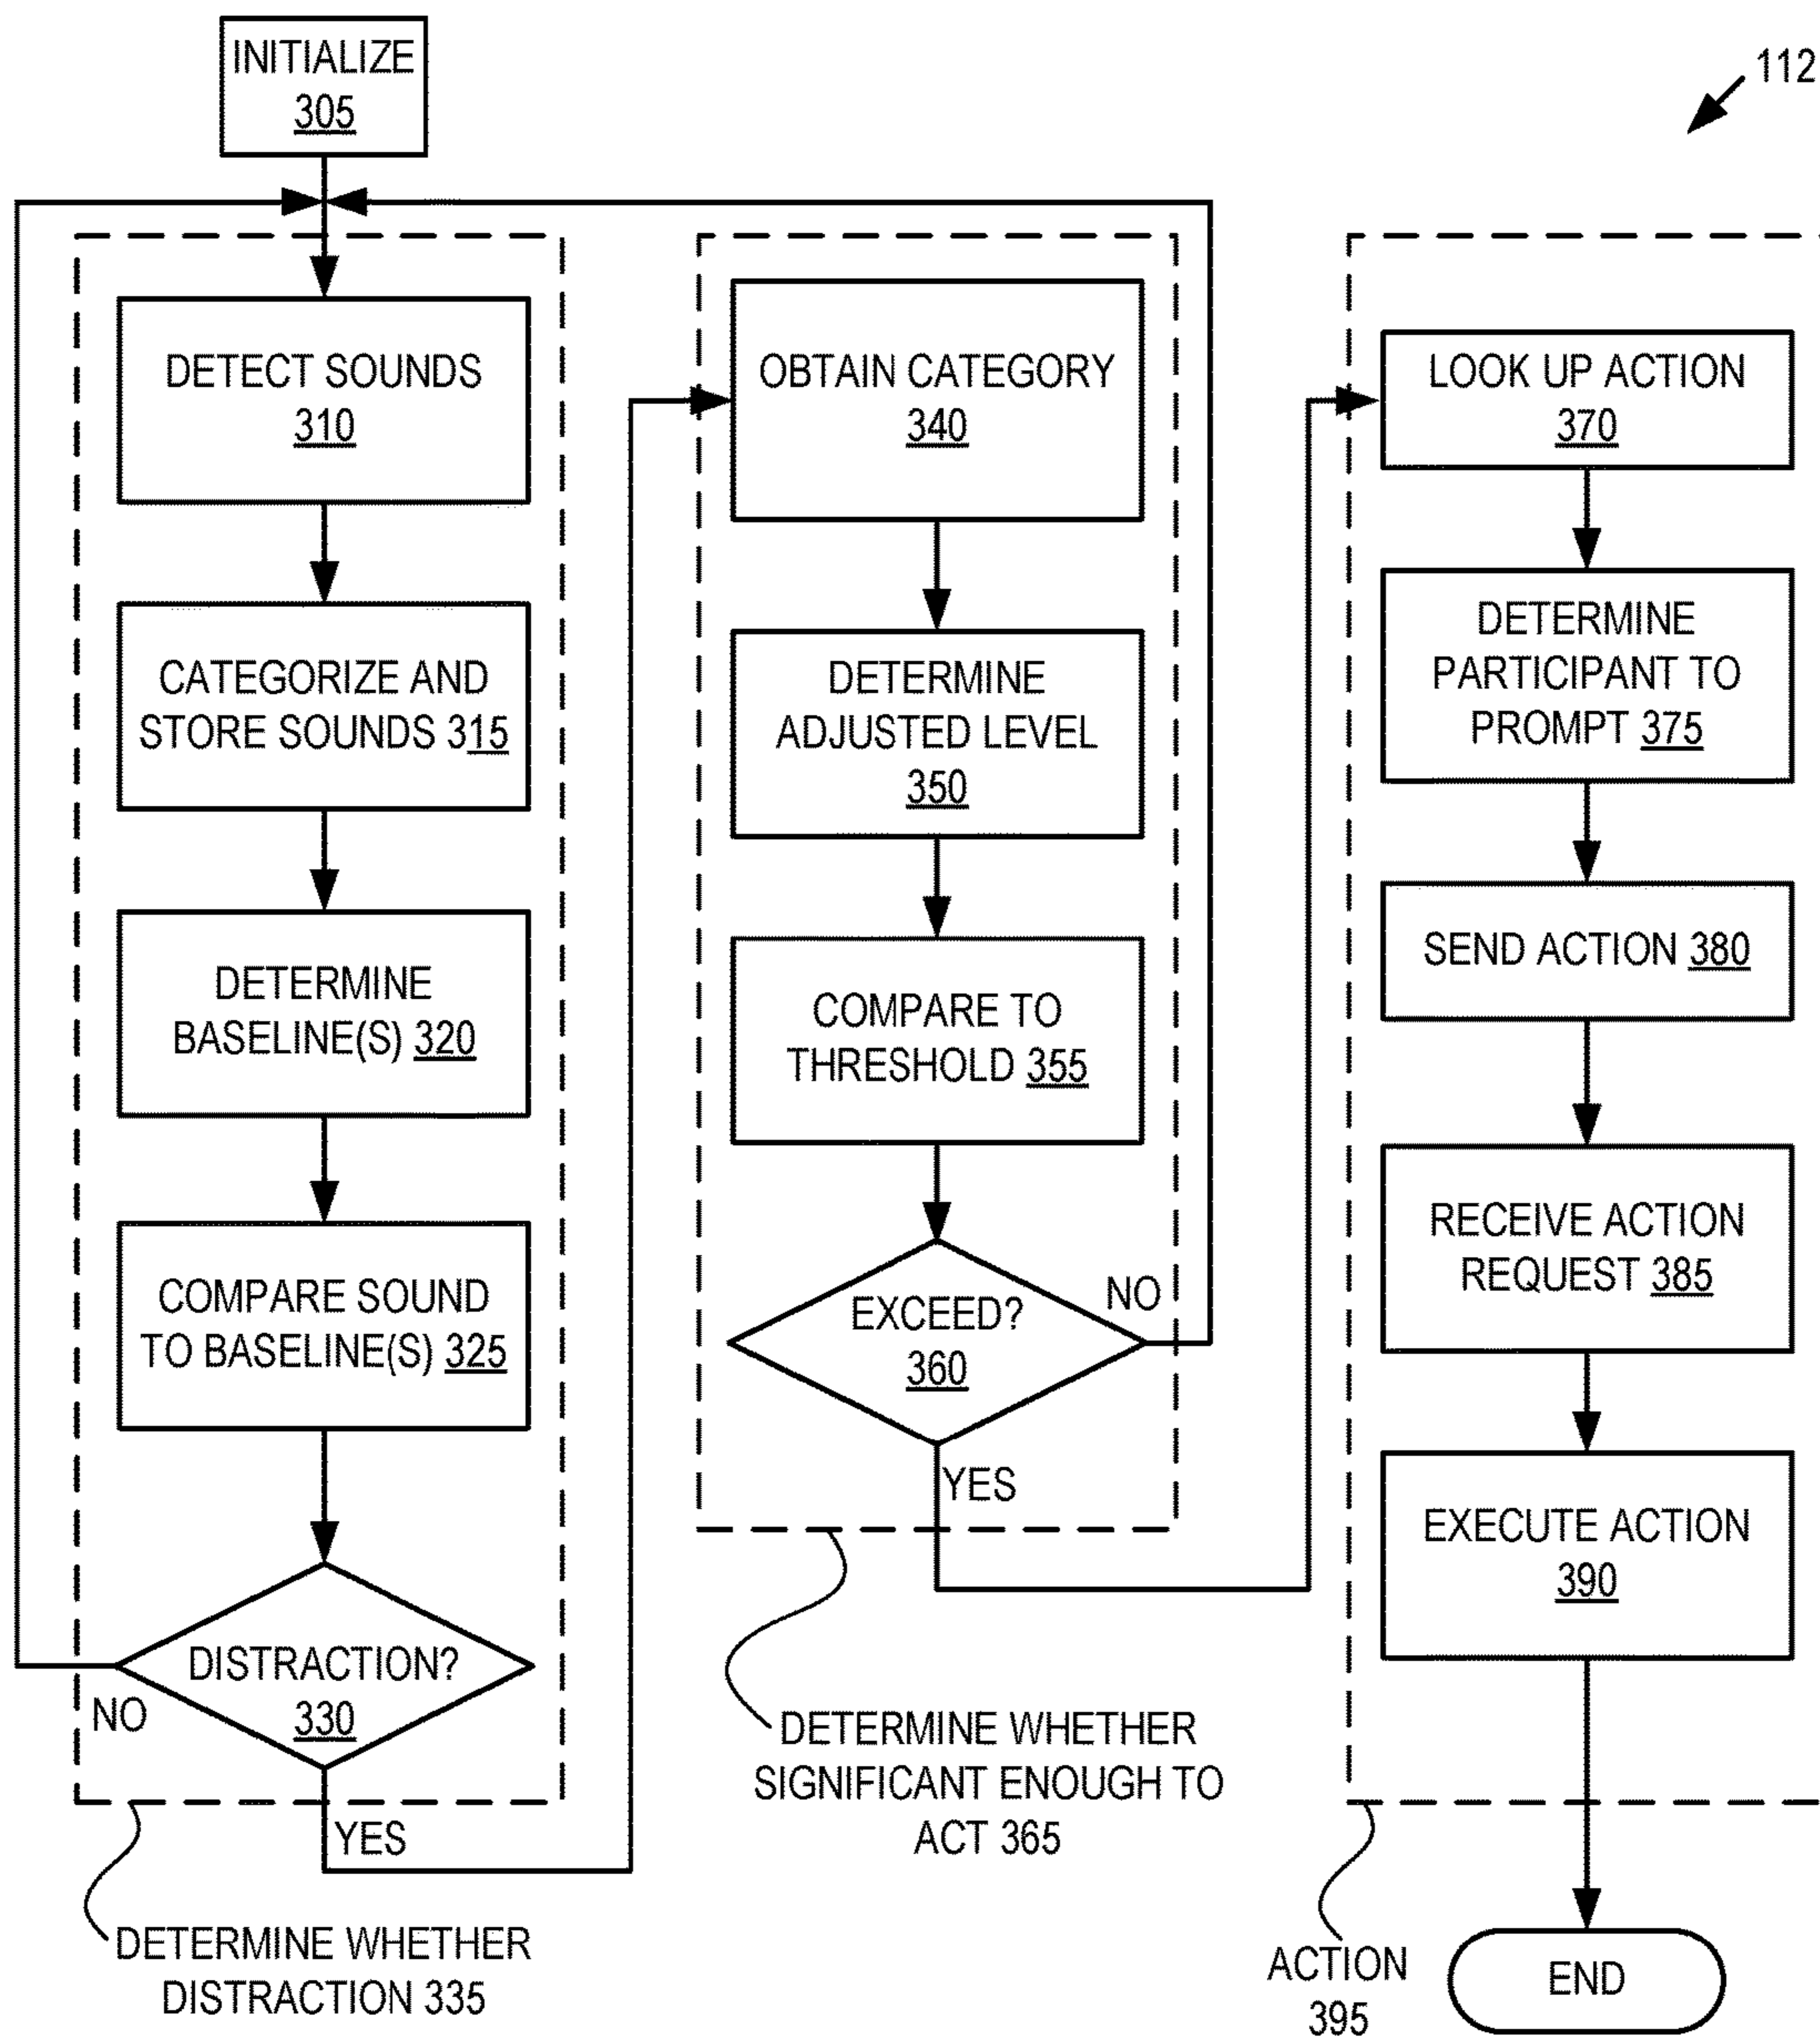 INITIALIZE
305
112
DETECT SOUNDS
310
CATEGORIZE AND
STORE SOUNDS 315
DETERMINE
BASELINE(S) 320
COMPARE SOUND
TO BASELINE(S) 325
DISTRACTION?
330
NO
YES
DETERMINE WHETHER
DISTRACTION 335
OBTAIN CATEGORY
340
DETERMINE
ADJUSTED LEVEL
350
COMPARE TO
THRESHOLD 355
EXCEED?
360
NO
YES
DETERMINE WHETHER
SIGNIFICANT ENOUGH TO
ACT 365
LOOK UP ACTION
370
DETERMINE
PARTICIPANT TO
PROMPT 375
SEND ACTION 380
RECEIVE ACTION
REQUEST 385
EXECUTE ACTION
390
ACTION
395
END